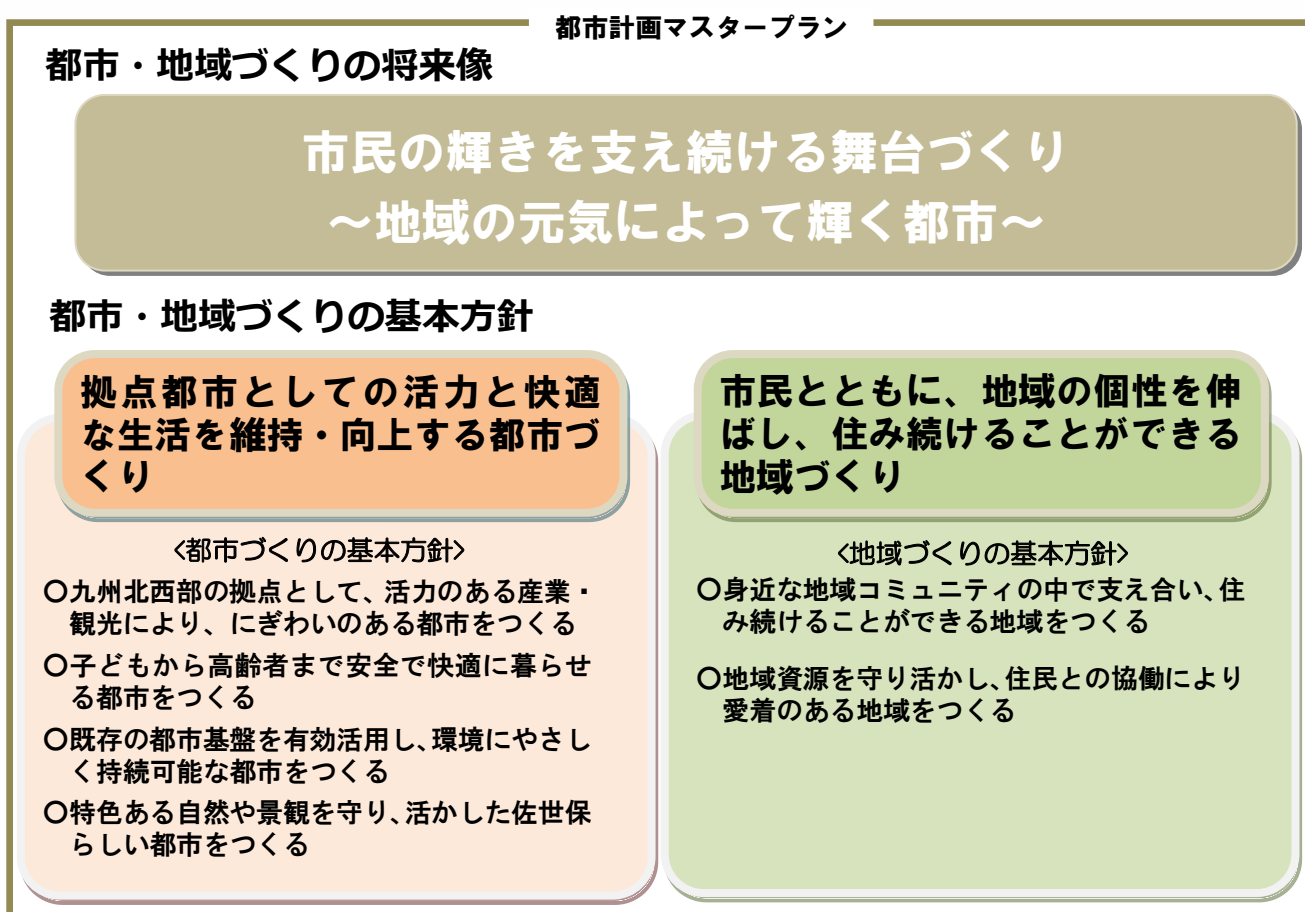 都市計画マスタープラン
都市・地域づくりの将来像
市民の輝きを支え続ける舞台づくり
～地域の元気によって輝く都市～
都市・地域づくりの基本方針
拠点都市としての活力と快適
な生活を維持・向上する都市づ
くり
<都市づくりの基本方針>
〇九州北西部の拠点として、活力のある産業・
観光により、にぎわいのある都市をつくる
〇子どもから高齢者まで安全で快適に暮らせ
る都市をつくる
〇既存の都市基盤を有効活用し、環境にやさし
く持続可能な都市をつくる
〇特色ある自然や景観を守り、活かした佐世保
らしい都市をつくる
市民とともに、地域の個性を伸
ばし、住み続けることができる
地域づくり
<地域づくりの基本方針>
〇身近な地域コミュニティの中で支え合い、住
み続けることができる地域をつくる
〇地域資源を守り活かし、住民との協働により
愛着のある地域をつくる